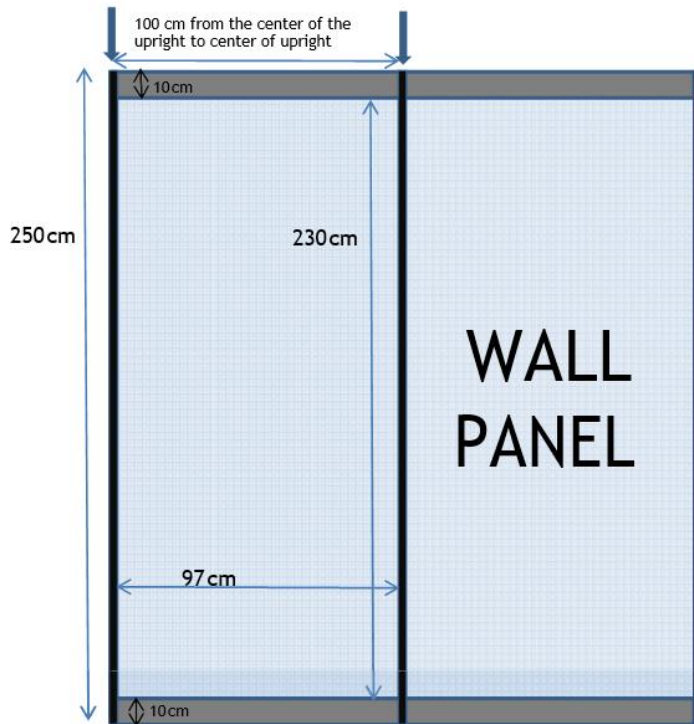 100 cm from the center of the
upright to center of upright
10cm
250cm
230cm
WALL
PANEL
97cm
10cm